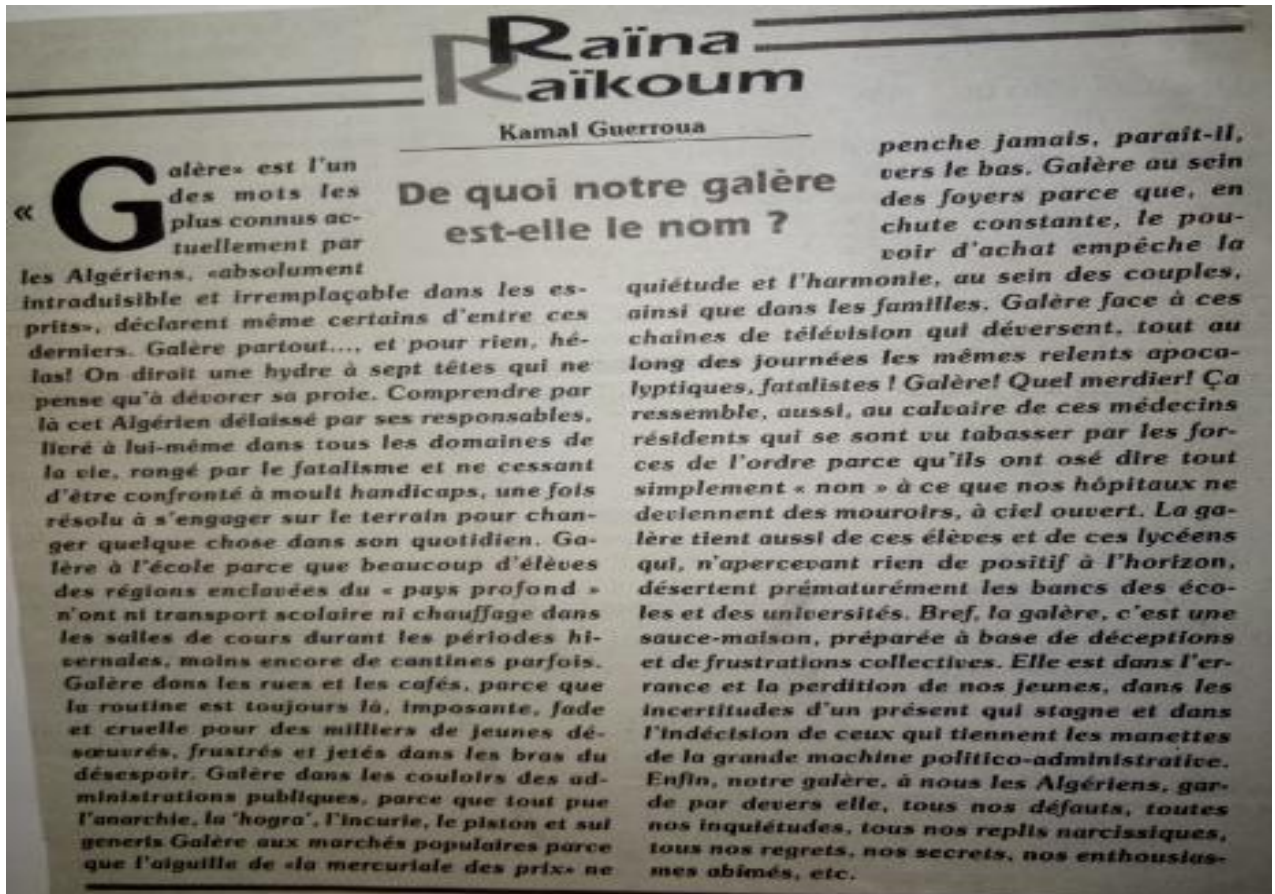 Raïna
Raïkoum
Kamal Guerroua
De quoi notre galère
est-elle le nom ?
« Galère» est l'un
des mots les
plus connus ac-
tuellement par
les Algériens, «absolument
intraduisible et irremplaçable dans les es-
prits», déclarent même certains d'entre ces
derniers. Galère partout..., et pour rien, hé-
las! On dirait une hydre à sept têtes qui ne
pense qu'à dévorer sa proie. Comprendre par
là cet Algérien délaissé par ses responsables,
livré à lui-même dans tous les domaines de
la vie, rongé par le fatalisme et ne cessant
d'être confronté à moult handicaps, une fois
résolu à s'engager sur le terrain pour chan-
ger quelque chose dans son quotidien. Ga-
lère à l'école parce que beaucoup d'élèves
des régions enclavées du « pays profond »
n'ont ni transport scolaire ni chauffage dans
les salles de cours durant les périodes hi-
vernales, moins encore de cantines parfois.
Galère dans les rues et les cafés, parce que
la routine est toujours là, imposante, fade
et cruelle pour des milliers de jeunes dé-
sœuvrés, frustrés et jetés dans les bras du
désespoir. Galère dans les couloirs des ad-
ministrations publiques, parce que tout pue
l'anarchie, la 'hogra', l'incurie, le piston et sui
generis Galère aux marchés populaires parce
que l'aiguille de «la mercuriale des prix» ne
penche jamais, paraît-il,
vers le bas. Galère au sein
des foyers parce que, en
chute constante, le pou-
voir d'achat empêche la
quiétude et l'harmonie, au sein des couples,
ainsi que dans les familles. Galère face à ces
chaînes de télévision qui déversent, tout au
long des journées les mêmes relents apoca-
lyptiques, fatalistes ! Galère! Quel merdier! Ça
ressemble, aussi, au calvaire de ces médecins
résidents qui se sont vu tabasser par les for-
ces de l'ordre parce qu'ils ont osé dire tout
simplement « non » à ce que nos hôpitaux ne
deviennent des mouroirs, à ciel ouvert. La ga-
lère tient aussi de ces élèves et de ces lycéens
qui, n'apercevant rien de positif à l'horizon,
désertent prématurément les bancs des éco-
les et des universités. Bref, la galère, c'est une
sauce-maison, préparée à base de déceptions
et de frustrations collectives. Elle est dans l'er-
rance et la perdition de nos jeunes, dans les
incertitudes d'un présent qui stagne et dans
l'indécision de ceux qui tiennent les manettes
de la grande machine politico-administrative.
Enfin, notre galère, à nous les Algériens, gar-
de par devers elle, tous nos défauts, toutes
nos inquiétudes, tous nos replis narcissiques,
tous nos regrets, nos secrets, nos enthousias-
mes abîmés, etc.